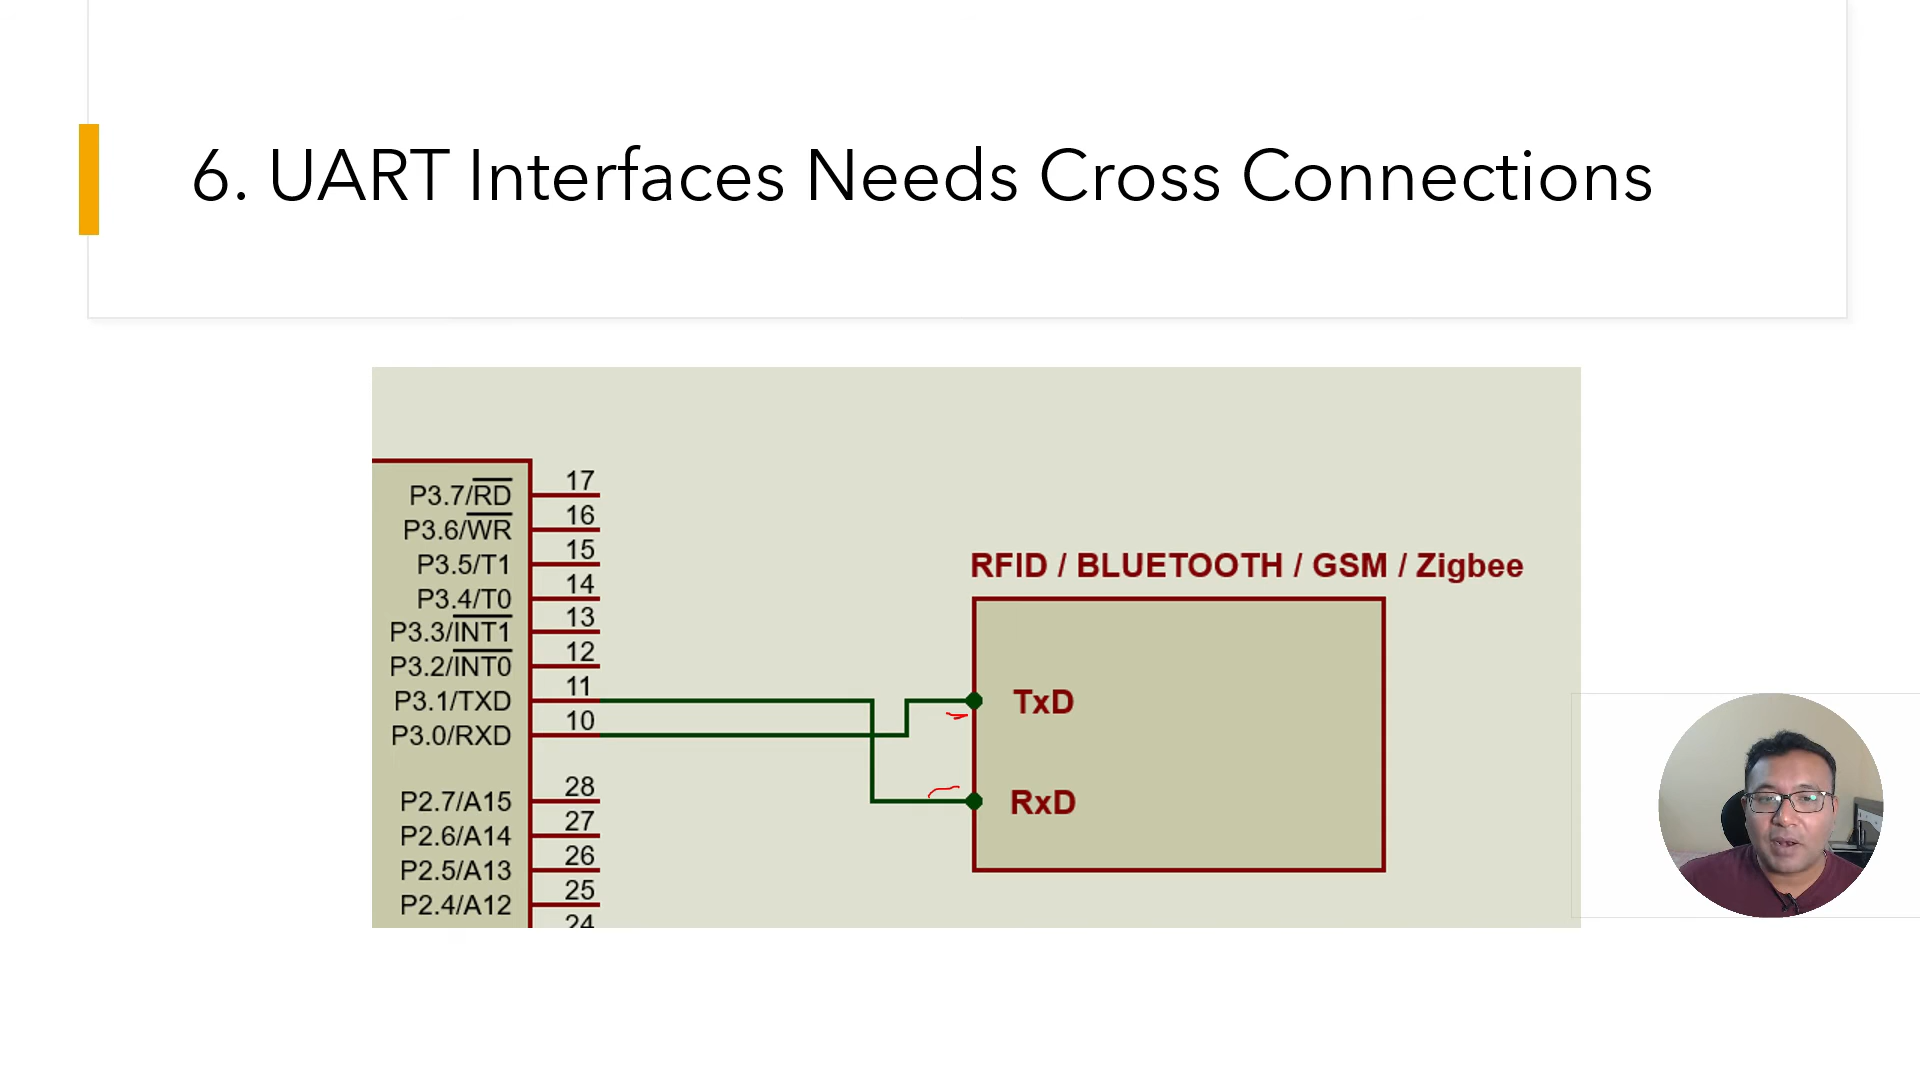 6. UART Interfaces Needs Cross Connections
P3.7/RD 17
P3.6/WR 16
P3.5/T1 15
P3.4/T0 14
P3.3/INT1 13
P3.2/INT0 12
P3.1/TXD 11
P3.0/RXD 10
P2.7/A15 28
P2.6/A14 27
P2.5/A13 26
P2.4/A12 25
24
RFID / BLUETOOTH / GSM / Zigbee
TxD
RxD